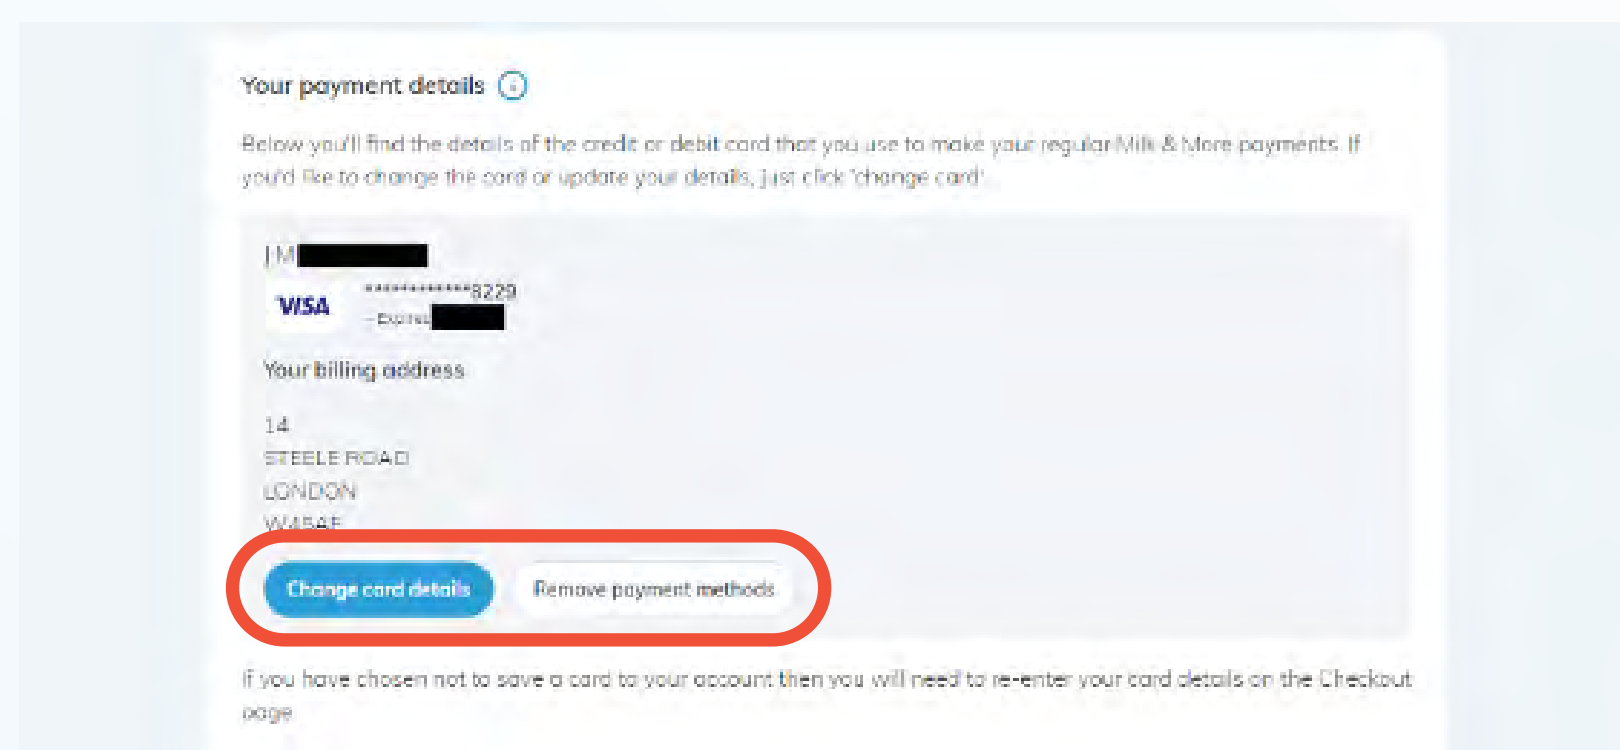 Your payment details
Below you'll find the details of the credit or debit card that you use to make your regular Milk & More payments. If
you'd like to change the card or update your details, just click 'change card'.
J M
VISA
************8229
- Expires
Your billing address
14
STEELE ROAD
LONDON
Change card details
Remove payment methods
If you have chosen not to save a card to your account then you will need to re-enter your card details on the Checkout
page